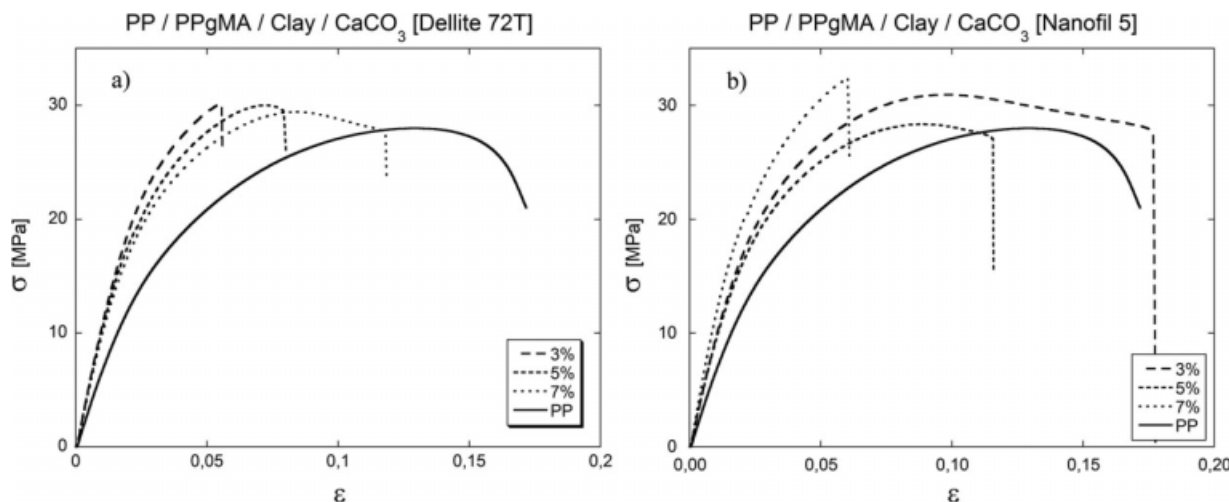 PP / PPgMA / Clay / CaCO₃ [Dellite 72T]
a)
σ [MPa]
30
20
10
0
0
0,05
0,1
0,15
0,2
ε
3%
5%
7%
PP
PP / PPgMA / Clay / CaCO₃ [Nanofil 5]
b)
σ [MPa]
30
20
10
0
0,00
0,05
0,10
0,15
0,20
ε
3%
5%
7%
PP